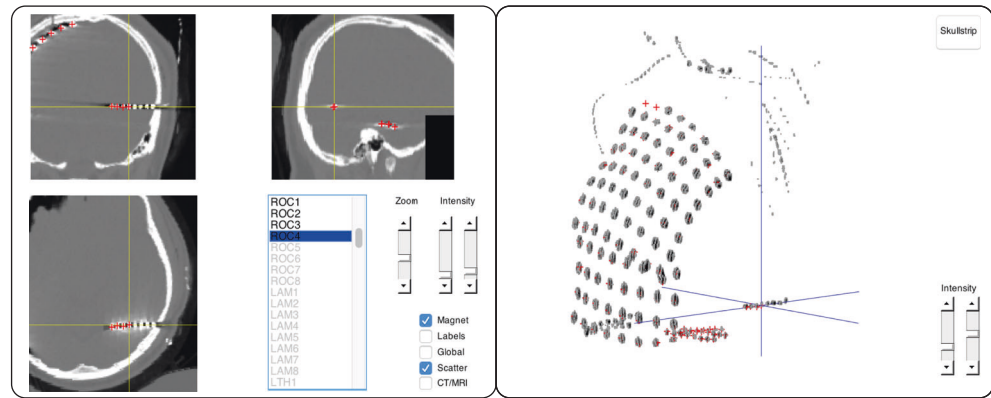 ROC1
ROC2
ROC3
ROC4
ROC5
ROC6
ROC7
ROC8
LAM1
LAM2
LAM3
LAM4
LAM5
LAM6
LAM7
LAM8
LTH1
Zoom
Intensity
Magnet
Labels
Global
Scatter
CT/MRI
Skullstrip
Intensity